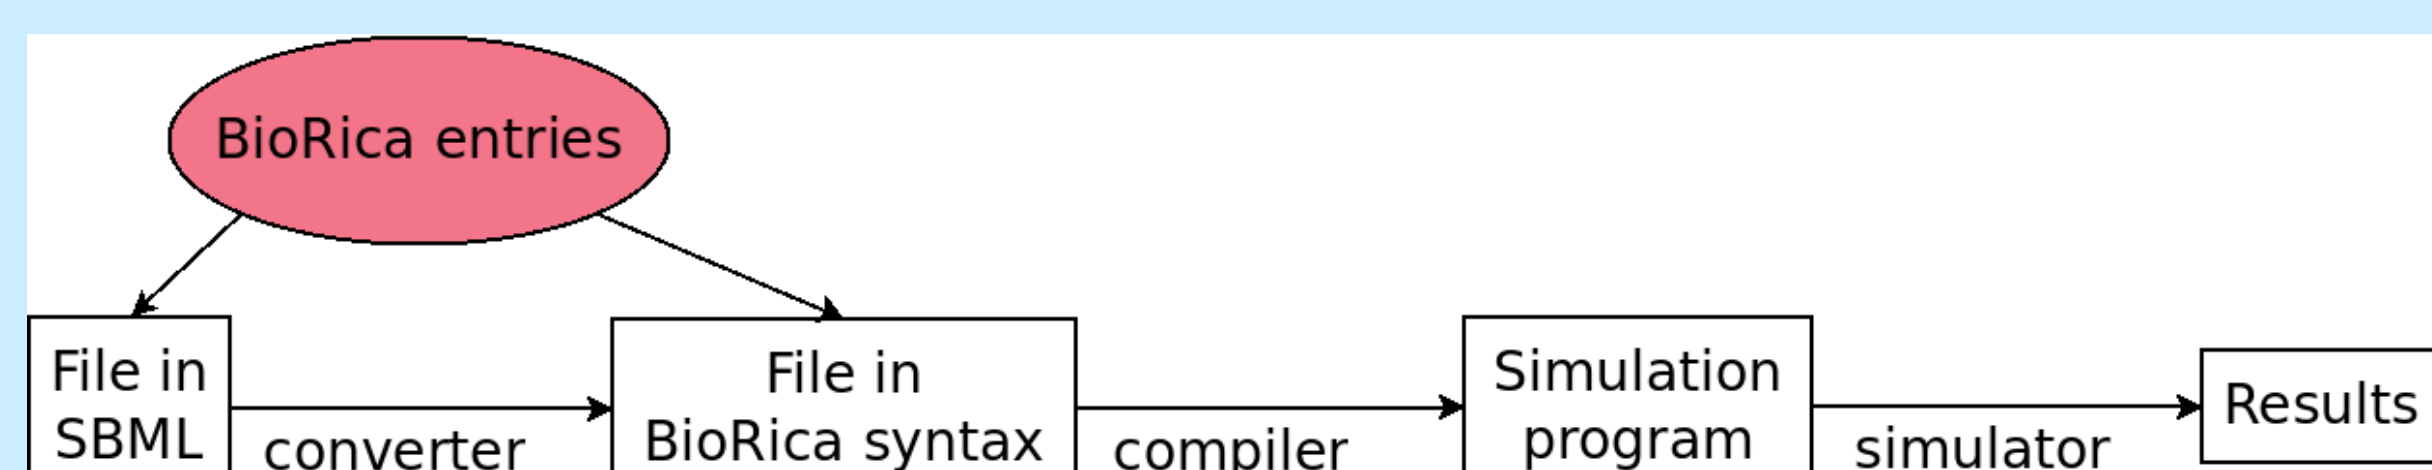 BioRica entries
File in
SBML
converter
File in
BioRica syntax
compiler
Simulation
program
simulator
Results